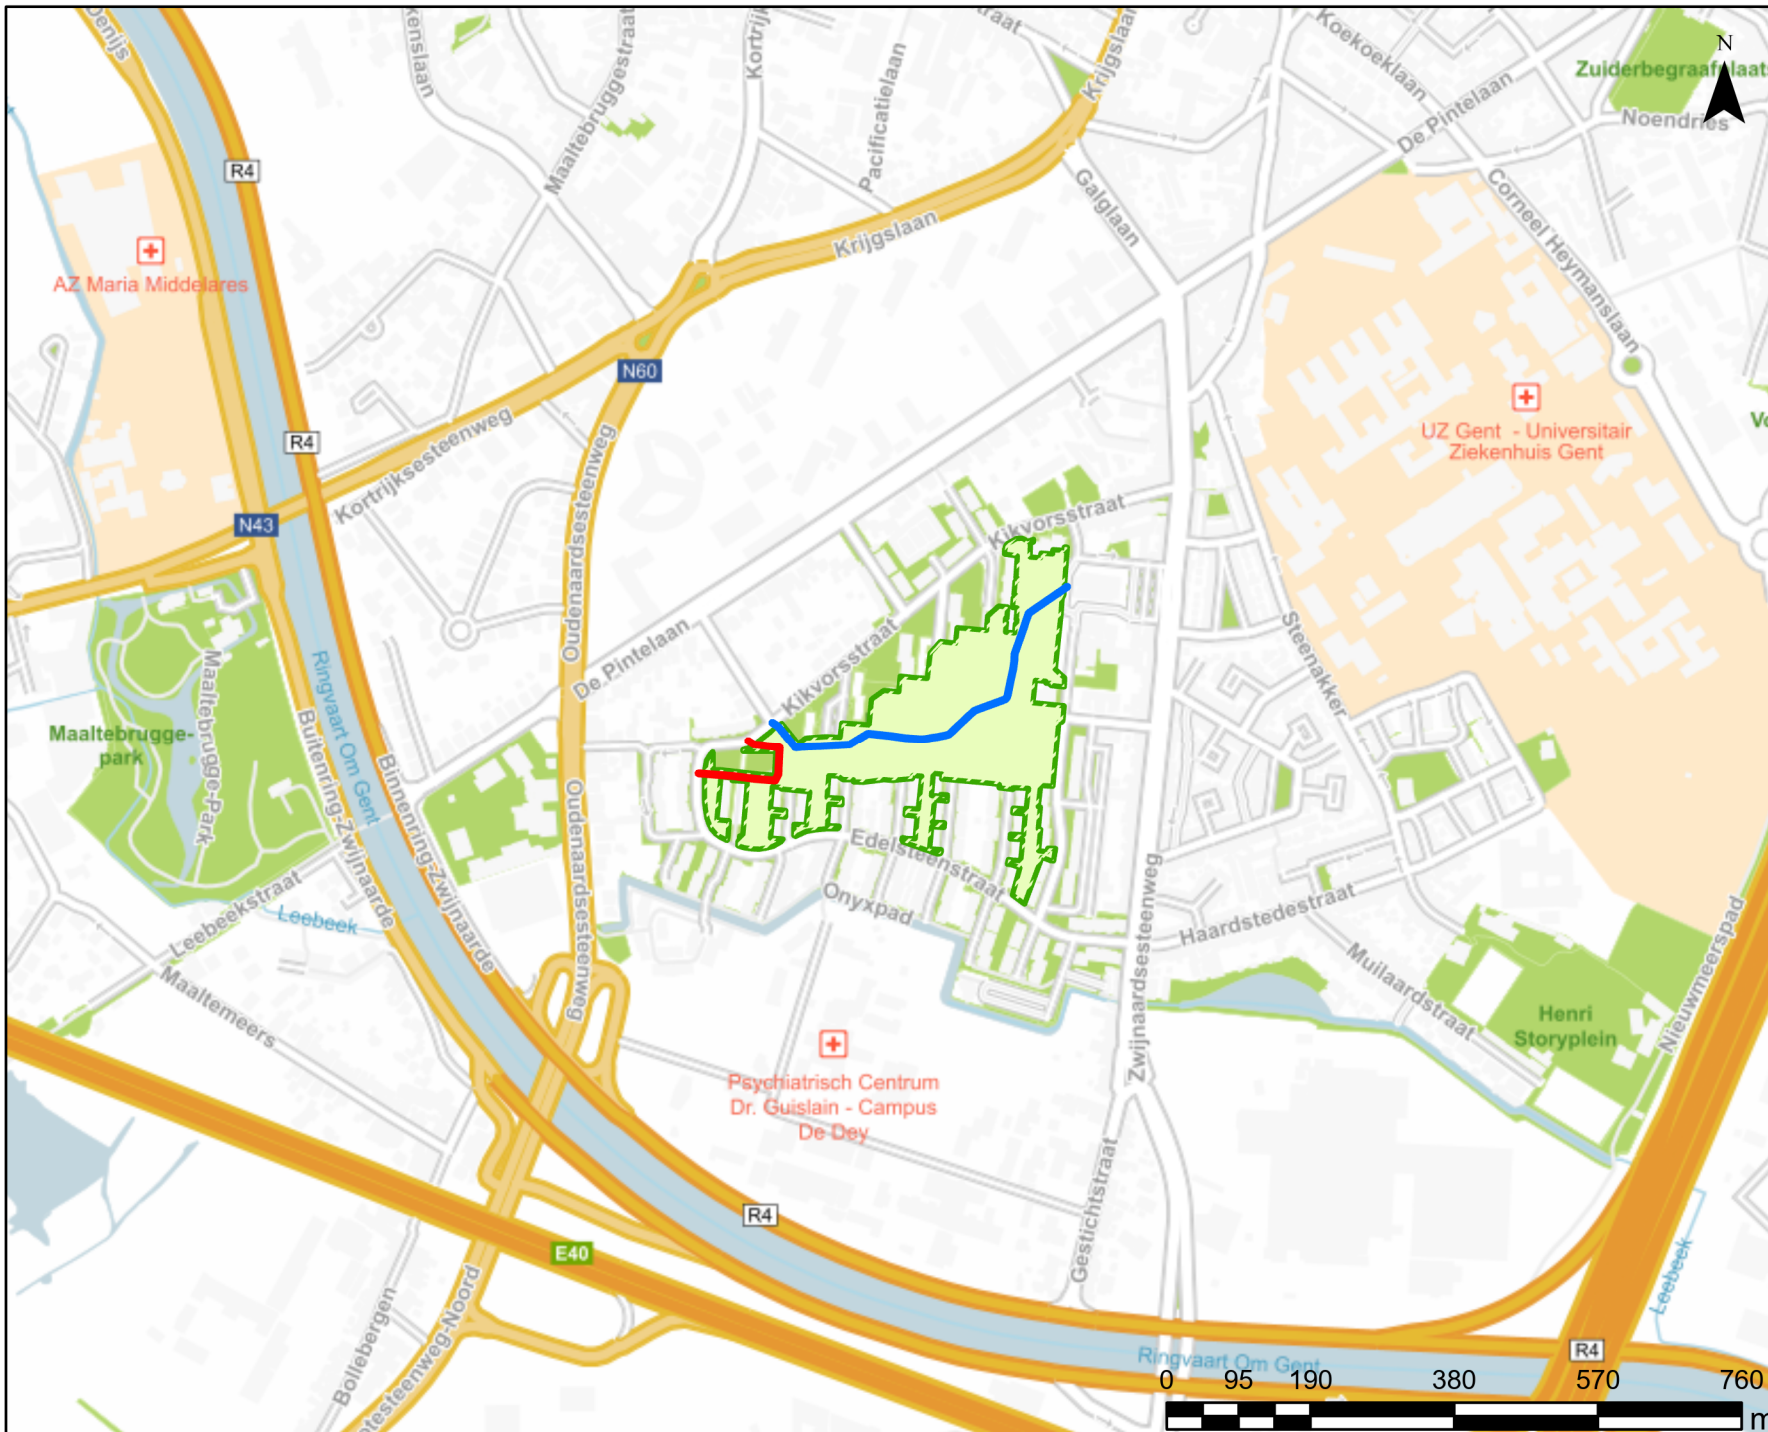 Denijs
Maaltebruggestraat
Pacificatielaan
Krijgslaan
Koekoeklaan
N
Zuiderbegraafplaats
Noendries
De Pintelaan
R4
Galglaan
Corneel Heymanslaan
AZ Maria Middelares
Krijgslaan
N60
R4
Kortrijksesteenweg
N43
Oudenaardsesteenweg
UZ Gent - Universitair
Ziekenhuis Gent
Kikvorsstraat
De Pintelaan
Kikvorsstraat
Steenakker
Maaltebrugge-
park
Maaltebrugge-Park
Ringvaart Om Gent
Buitenring-Zwijnaarde
Binnenring-Zwijnaarde
Oudenaardsesteenweg
Edelsteenstraat
Onyxpad
Leebeekstraat
Leebeek
Zwijnaardsesteenweg
Haardstedestraat
Muilaardstraat
Nieuwmeerspad
Maaltemeers
Henri
Storyplein
Psychiatrisch Centrum
Dr. Guislain - Campus
De Dey
Gestichtstraat
R4
E40
Leebeek
Bollebergen
Ringvaart Om Gent
R4
0 95 190 380 570 760
m